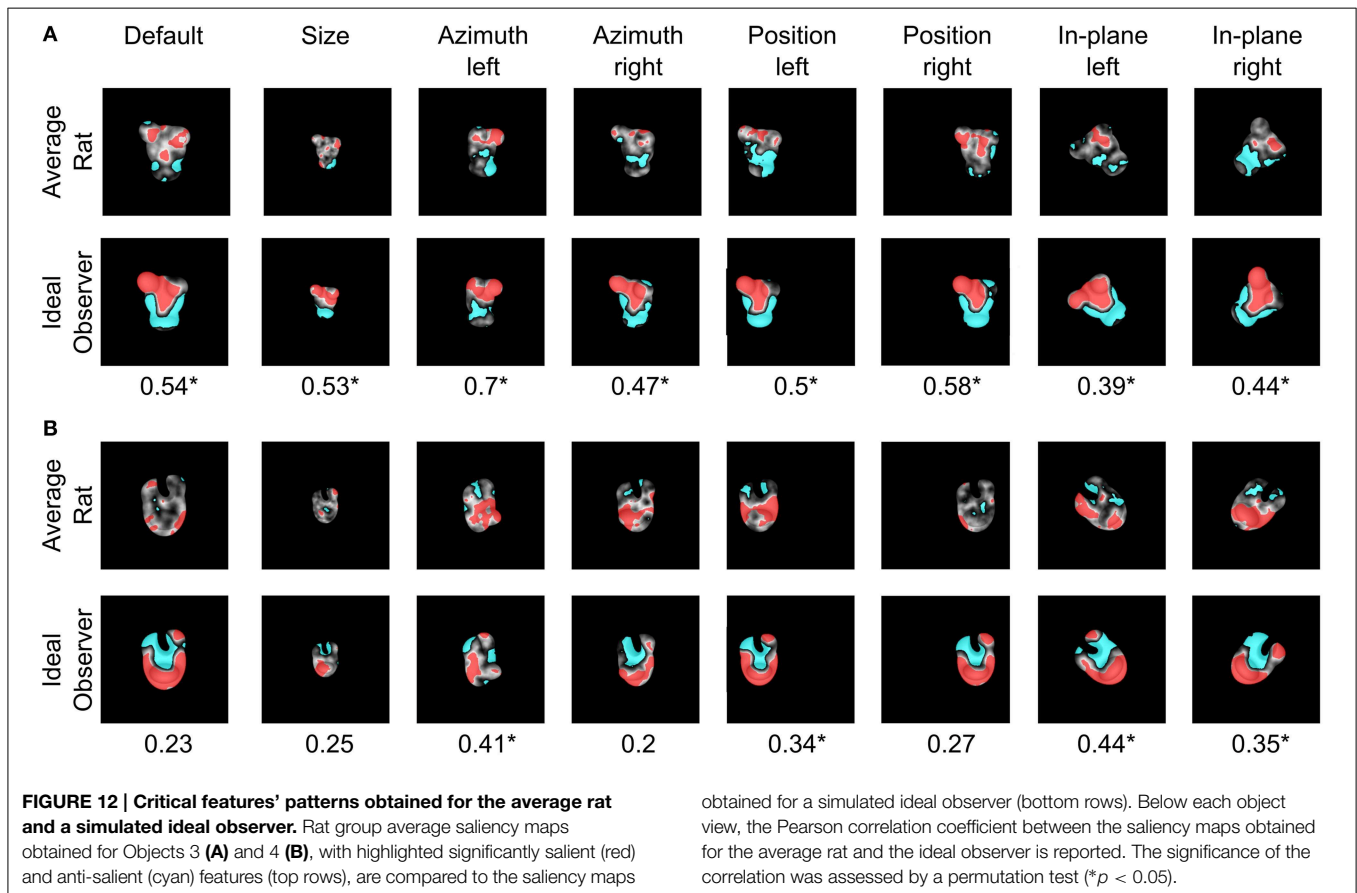 A
Default Size Azimuth left Azimuth right Position left Position right In-plane left In-plane right
Average Rat
Ideal Observer
0.54* 0.53* 0.7* 0.47* 0.5* 0.58* 0.39* 0.44*
B
Average Rat
Ideal Observer
0.23 0.25 0.41* 0.2 0.34* 0.27 0.44* 0.35*
FIGURE 12 | Critical features' patterns obtained for the average rat
and a simulated ideal observer. Rat group average saliency maps
obtained for Objects 3 (A) and 4 (B), with highlighted significantly salient (red)
and anti-salient (cyan) features (top rows), are compared to the saliency maps
obtained for a simulated ideal observer (bottom rows). Below each object
view, the Pearson correlation coefficient between the saliency maps obtained
for the average rat and the ideal observer is reported. The significance of the
correlation was assessed by a permutation test (*p < 0.05).